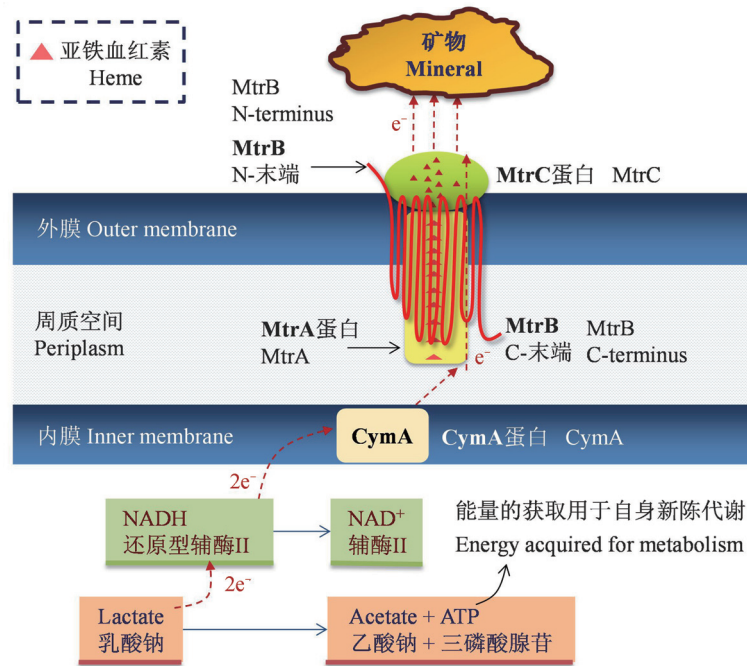 亚铁血红素
Heme
矿物
Mineral
MtrB
N-terminus
e⁻
MtrB
N-末端
MtrC蛋白 MtrC
外膜 Outer membrane
周质空间
Periplasm
MtrA蛋白
MtrA
MtrB
C-末端
MtrB
C-terminus
e⁻
内膜 Inner membrane
CymA
CymA蛋白 CymA
2e⁻
NADH
还原型辅酶II
NAD⁺
辅酶II
能量的获取用于自身新陈代谢
Energy acquired for metabolism
2e⁻
Lactate
乳酸钠
Acetate + ATP
乙酸钠 + 三磷酸腺苷